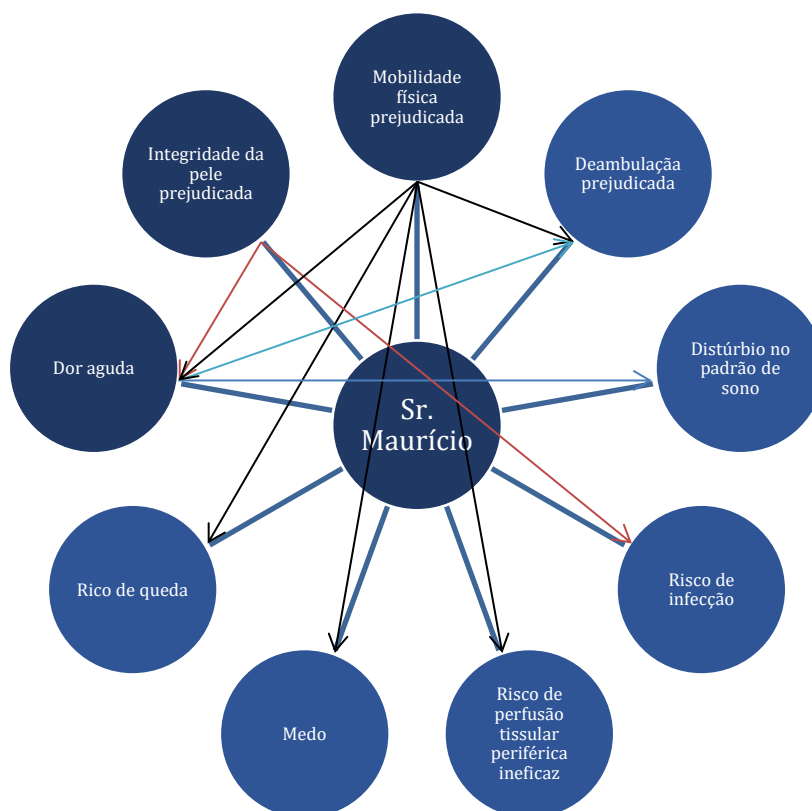 Mobilidade
física
prejudicada
Integridade da
pele prejudicada
Deambulaçãa
prejudicada
Dor aguda
Distúrbio no
padrão de
sono
Sr.
Maurício
Rico de queda
Risco de
infecção
Medo
Risco de
perfusão
tissular
periférica
ineficaz